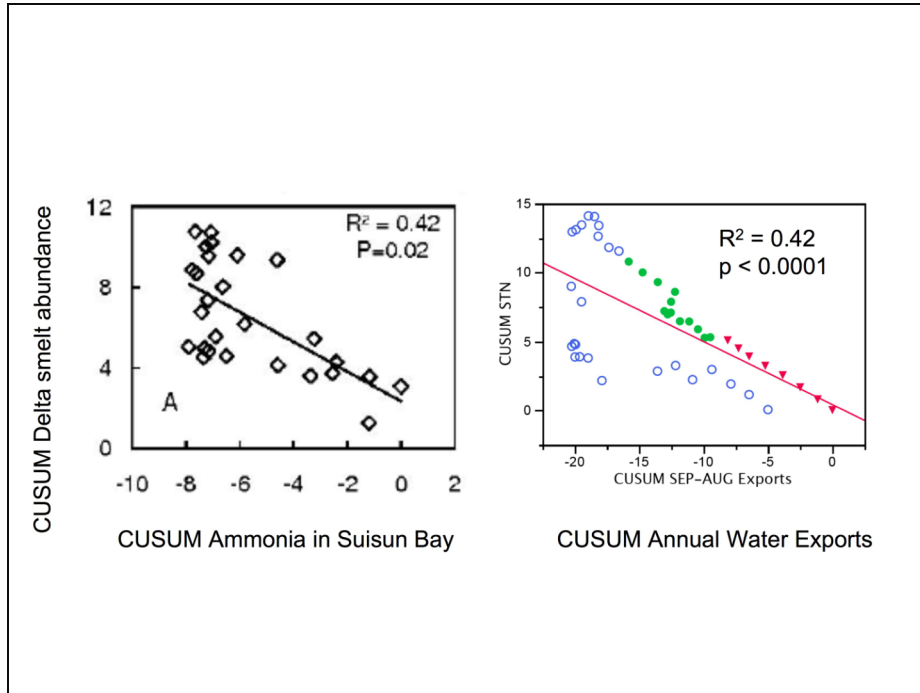 CUSUM Delta smelt abundance
12
8
4
0
R² = 0.42
P=0.02
A
-10 -8 -6 -4 -2 0 2
CUSUM Ammonia in Suisun Bay
CUSUM STN
15
10
5
0
R² = 0.42
p < 0.0001
-20 -15 -10 -5 0
CUSUM SEP-AUG Exports
CUSUM Annual Water Exports